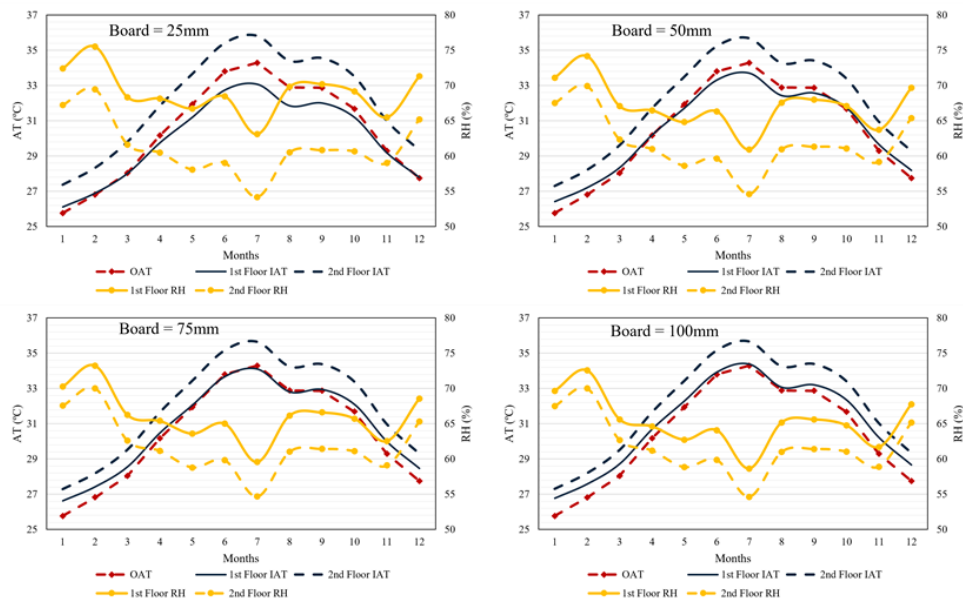 Board = 25mm
37
35
33
31
29
27
25
AT (ºC)
80
75
70
65
60
55
50
RH (%)
1 2 3 4 5 6 7 8 9 10 11 12
Months
OAT 1st Floor IAT 2nd Floor IAT
1st Floor RH 2nd Floor RH
Board = 50mm
37
35
33
31
29
27
25
AT (ºC)
80
75
70
65
60
55
50
RH (%)
1 2 3 4 5 6 7 8 9 10 11 12
Months
OAT 1st Floor IAT 2nd Floor IAT
1st Floor RH 2nd Floor RH
Board = 75mm
37
35
33
31
29
27
25
AT (ºC)
80
75
70
65
60
55
50
RH (%)
1 2 3 4 5 6 7 8 9 10 11 12
Months
OAT 1st Floor IAT 2nd Floor IAT
1st Floor RH 2nd Floor RH
Board = 100mm
37
35
33
31
29
27
25
AT (ºC)
80
75
70
65
60
55
50
RH (%)
1 2 3 4 5 6 7 8 9 10 11 12
Months
OAT 1st Floor IAT 2nd Floor IAT
1st Floor RH 2nd Floor RH